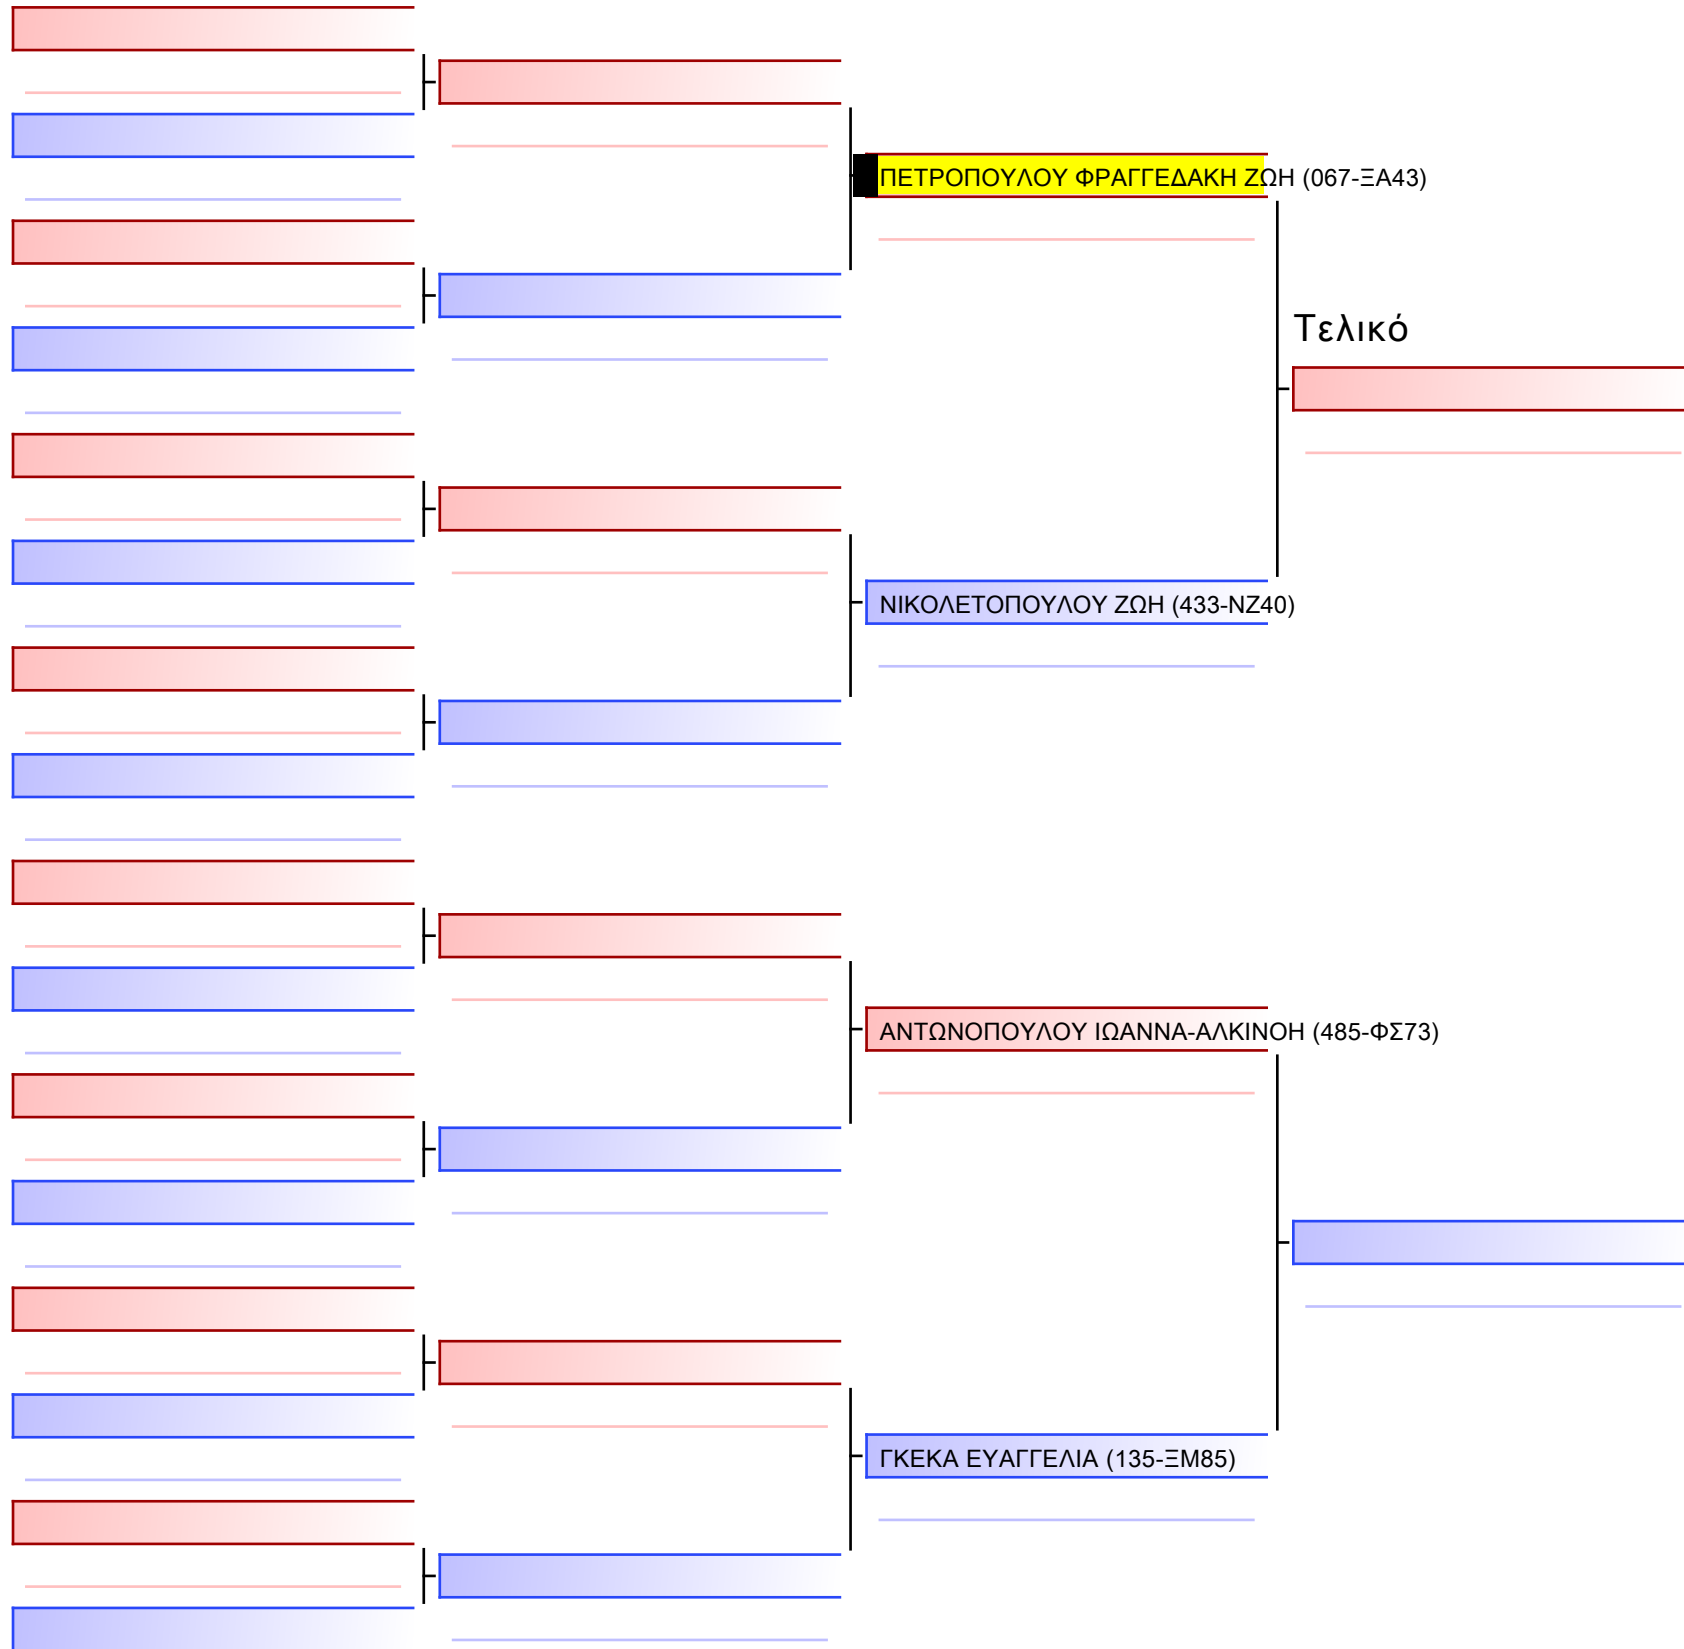 ΠΕΤΡΟΠΟΥΛΟΥ ΦΡΑΓΓΕΔΑΚΗ ΖΩΗ (067-ΞΑ43)
Τελικό
ΝΙΚΟΛΕΤΟΠΟΥΛΟΥ ΖΩΗ (433-ΝΖ40)
ΑΝΤΩΝΟΠΟΥΛΟΥ ΙΩΑΝΝΑ-ΑΛΚΙΝΟΗ (485-ΦΣ73)
ΓΚΕΚΑ ΕΥΑΓΓΕΛΙΑ (135-ΞΜ85)